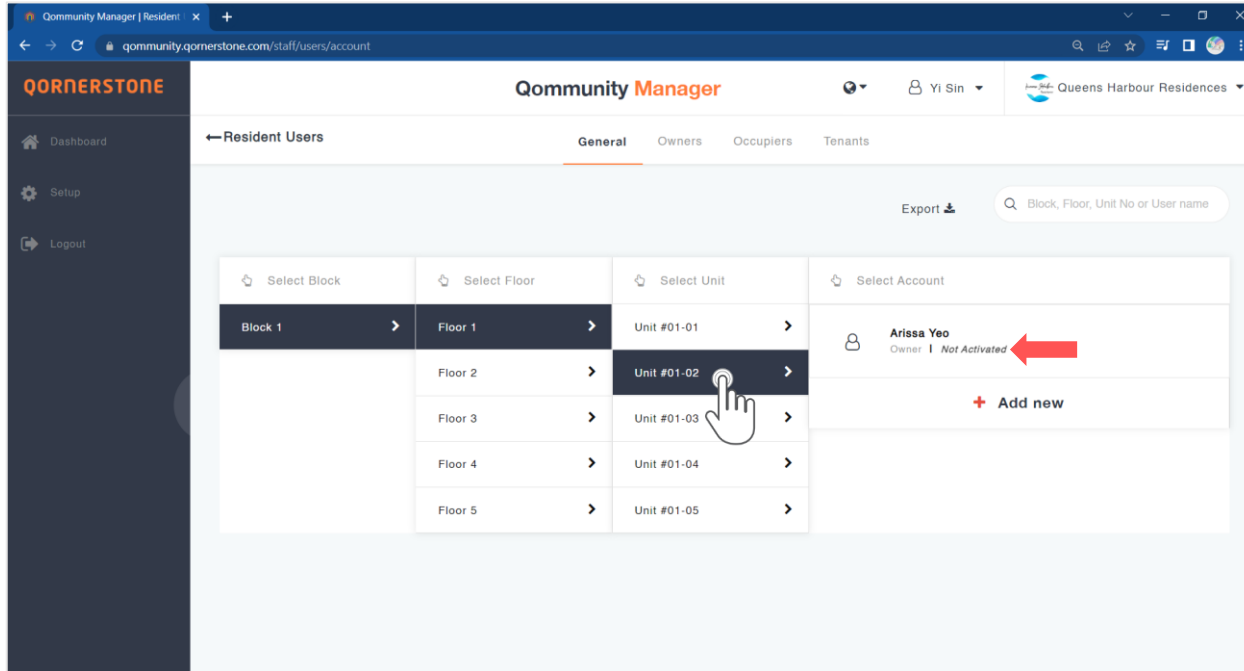 Qommunity Manager | Resident
qommunity.qornerstone.com/staff/users/account
QORNERSTONE
Qommunity Manager
Yi Sin
Queens Harbour Residences
Dashboard
Setup
Logout
Resident Users
General Owners Occupiers Tenants
Export
Block, Floor, Unit No or User name
Select Block Select Floor Select Unit Select Account
Block 1 Floor 1 Unit #01-01
Arissa Yeo
Owner | Not Activated
Floor 2 Unit #01-02
+ Add new
Floor 3 Unit #01-03
Floor 4 Unit #01-04
Floor 5 Unit #01-05